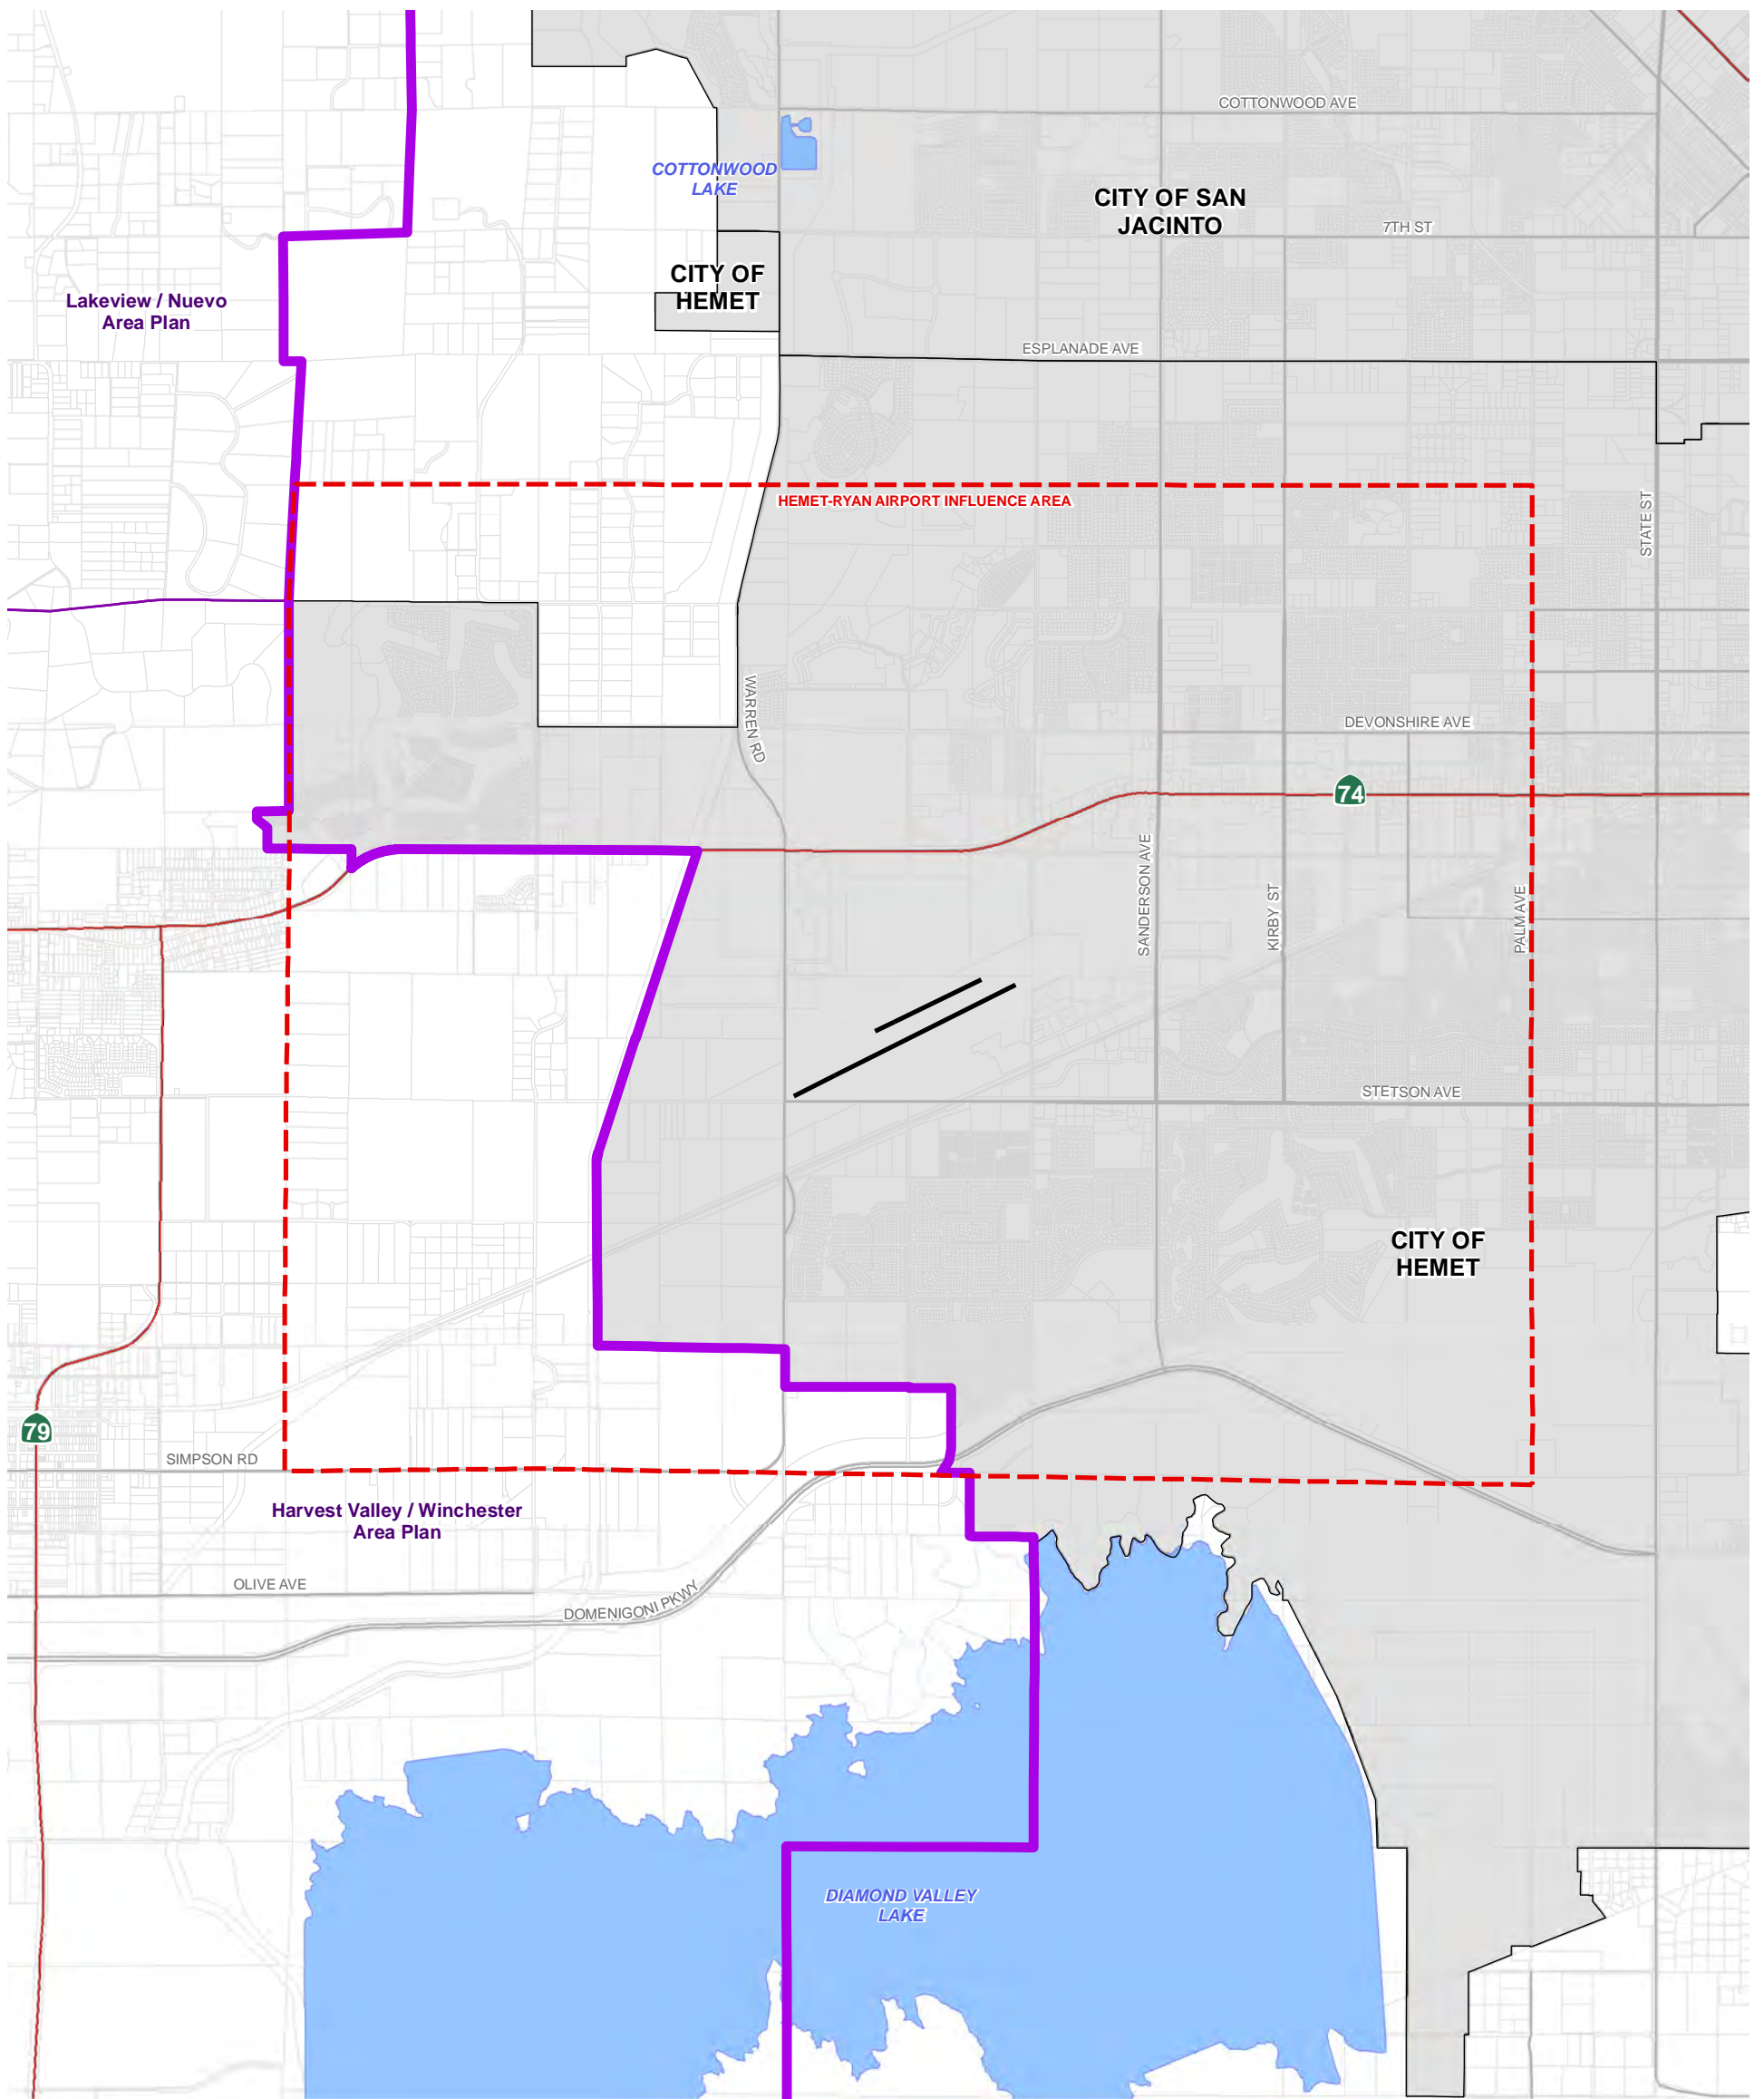 COTTONWOOD AVE
COTTONWOOD
LAKE
CITY OF SAN
JACINTO
7TH ST
CITY OF
HEMET
Lakeview / Nuevo
Area Plan
ESPLANADE AVE
HEMET-RYAN AIRPORT INFLUENCE AREA
STATE ST
WARREN RD
DEVONSHIRE AVE
74
SANDERSON AVE
KIRBY ST
PALM AVE
STETSON AVE
CITY OF
HEMET
79
SIMPSON RD
Harvest Valley / Winchester
Area Plan
OLIVE AVE
DOMENIGONI PKWY
DIAMOND VALLEY
LAKE